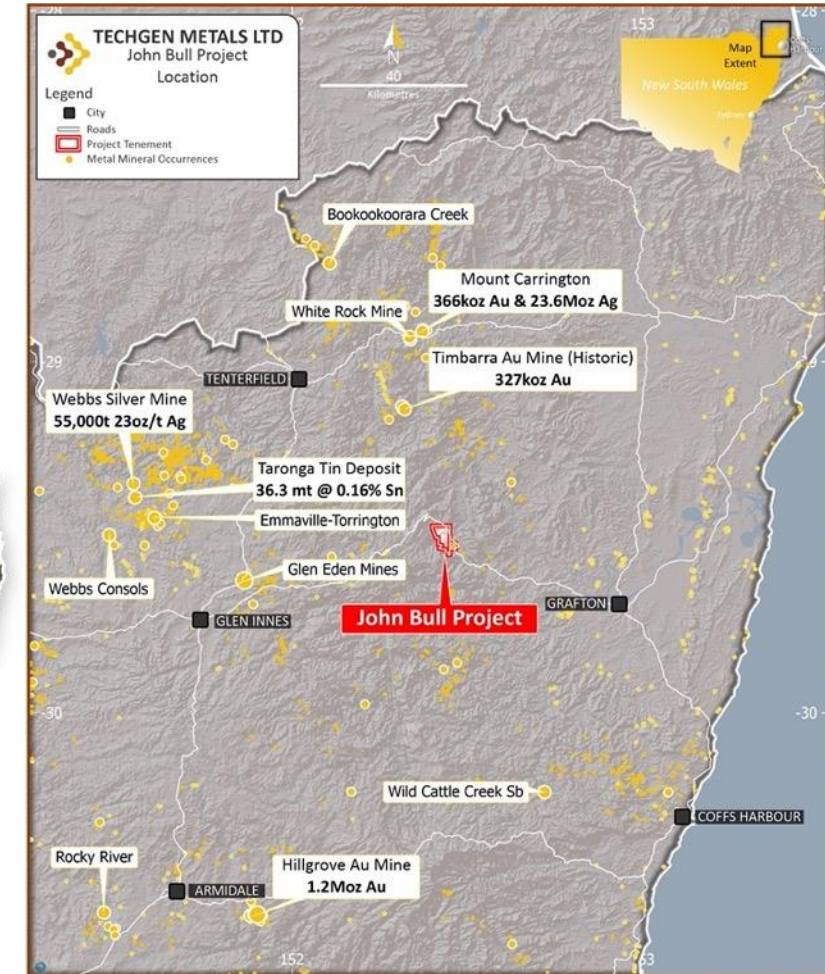 -28
153
-28
TECHGEN METALS LTD
John Bull Project
Location
Legend
City
Roads
Project Tenement
Metal Mineral Occurrences
N
40
Kilometres
Map
Extent
Coffs
Harbour
New South Wales
Sydney
Bookookoorara Creek
Mount Carrington
366koz Au & 23.6Moz Ag
White Rock Mine
-29
Timbarra Au Mine (Historic)
327koz Au
TENTERFIELD
Webbs Silver Mine
55,000t 23oz/t Ag
Taronga Tin Deposit
36.3 mt @ 0.16% Sn
Emmaville-Torrington
Webbs Consols
Glen Eden Mines
John Bull Project
GRAFTON
GLEN INNES
-30
-30-
Wild Cattle Creek Sb
COFFS HARBOUR
Rocky River
ARMIDALE
Hillgrove Au Mine
1.2Moz Au
152